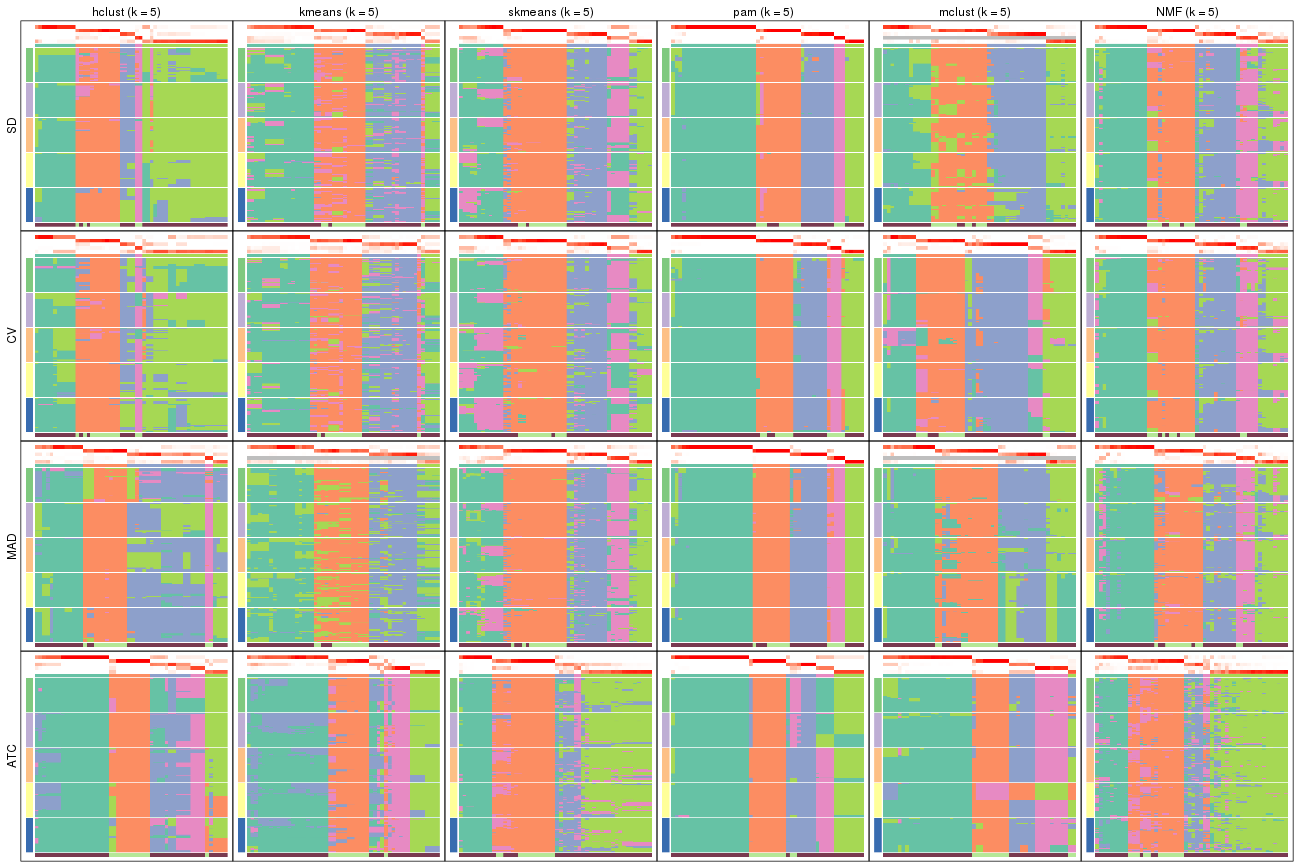 hclust (k = 5)
kmeans (k = 5)
skmeans (k = 5)
pam (k = 5)
mclust (k = 5)
NMF (k = 5)
SD
CV
MAD
ATC